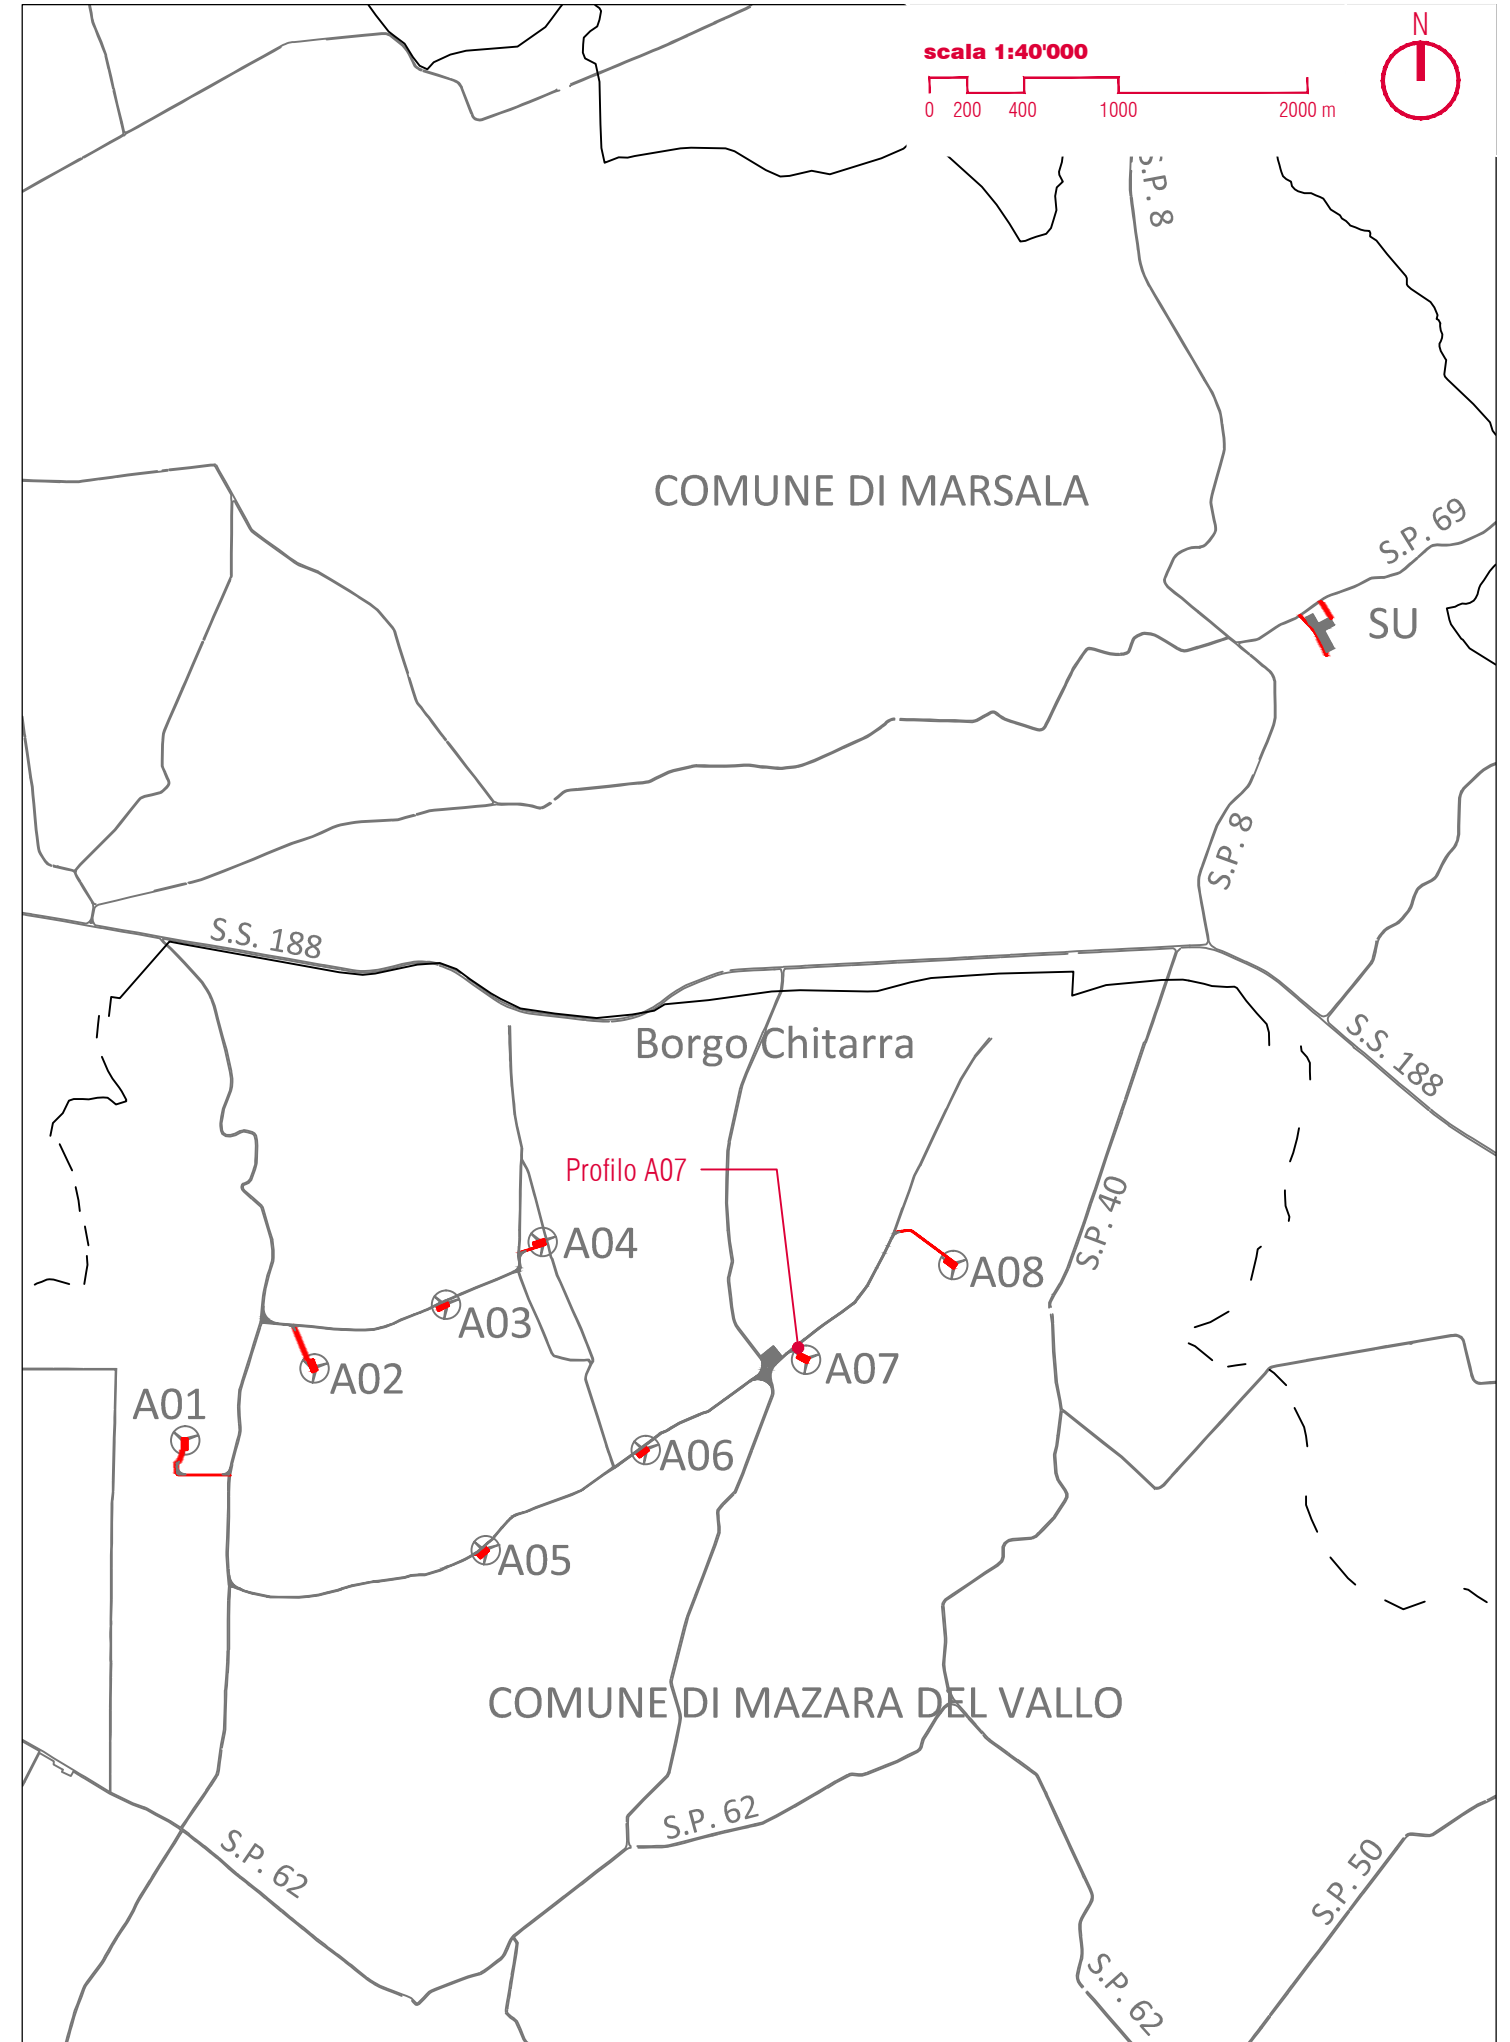 N
scala 1:40'000
0 200 400 1000 2000 m
S.P. 8
COMUNE DI MARSALA
S.P. 69
SU
S.P. 8
S.S. 188
Borgo Chitarra
S.S. 188
Profilo A07
S.P. 40
A04
A08
A03
A02
A07
A01
A06
A05
COMUNE DI MAZARA DEL VALLO
S.P. 62
S.P. 62
S.P. 50
S.P. 62